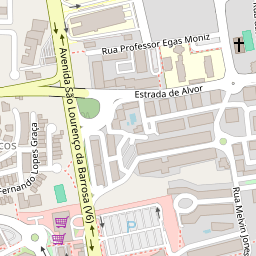 Rua Professor Egas Moniz
Estrada de Alvor
Avenida São Lourenço da Barrosa (V6)
Fernando Lopes Graça
COS
Rua Melvin Jones
P